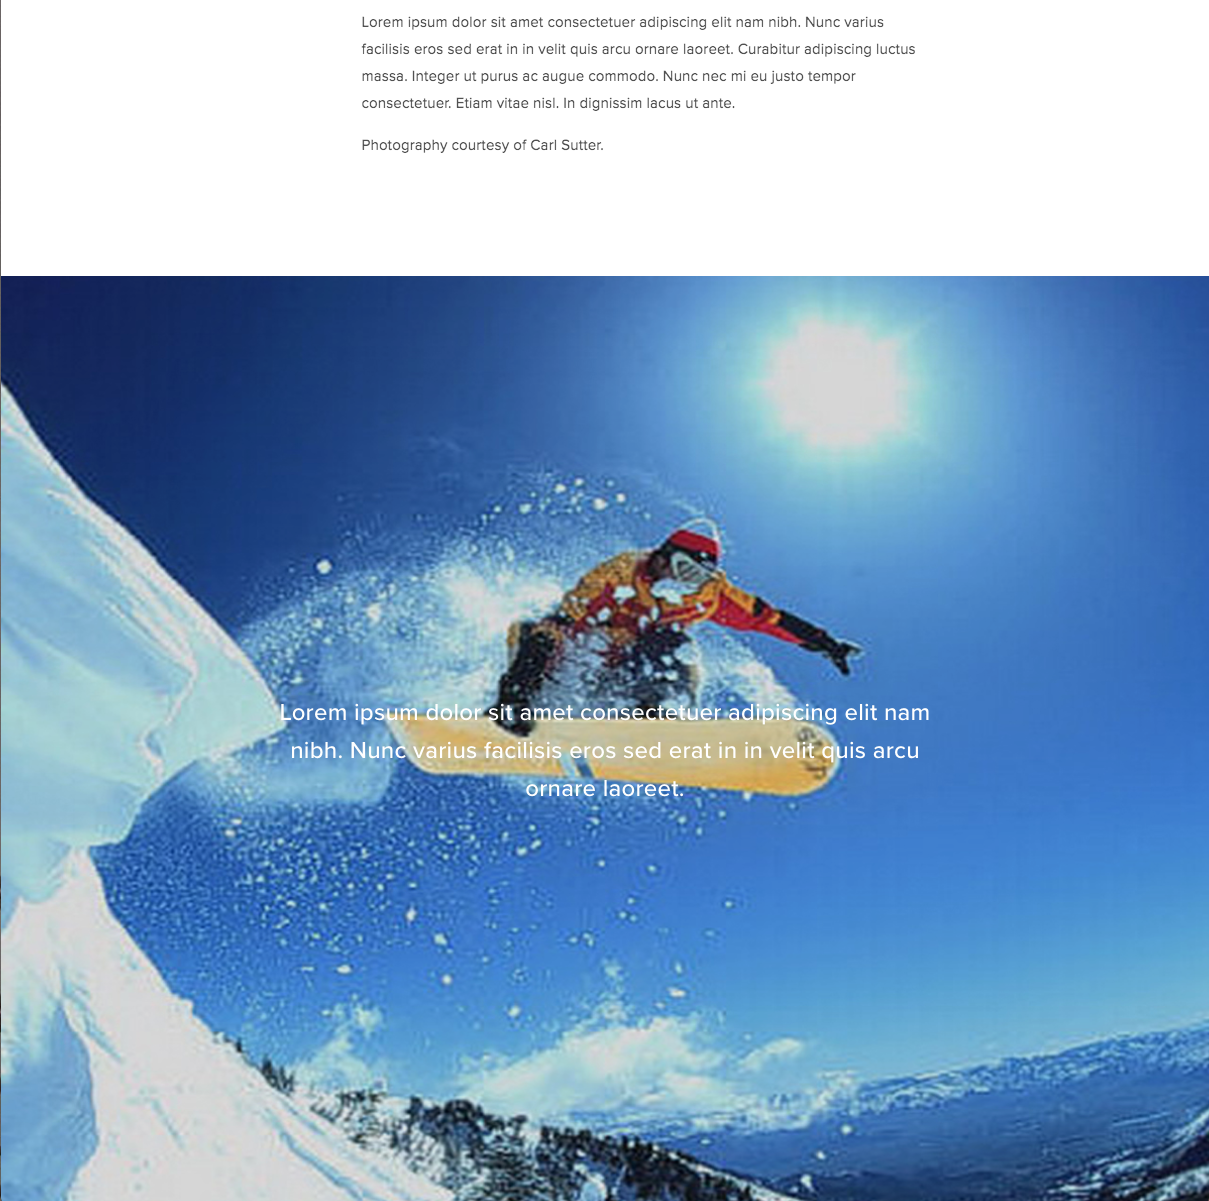 Lorem ipsum dolor sit amet consectetuer adipiscing elit nam nibh. Nunc varius
facilisis eros sed erat in in velit quis arcu ornare laoreet. Curabitur adipiscing luctus
massa. Integer ut purus ac augue commodo. Nunc nec mi eu justo tempor
consectetuer. Etiam vitae nisl. In dignissim lacus ut ante.
Photography courtesy of Carl Sutter.
Lorem ipsum dolor sit amet consectetuer adipiscing elit nam
nibh. Nunc varius facilisis eros sed erat in in velit quis arcu
ornare laoreet.